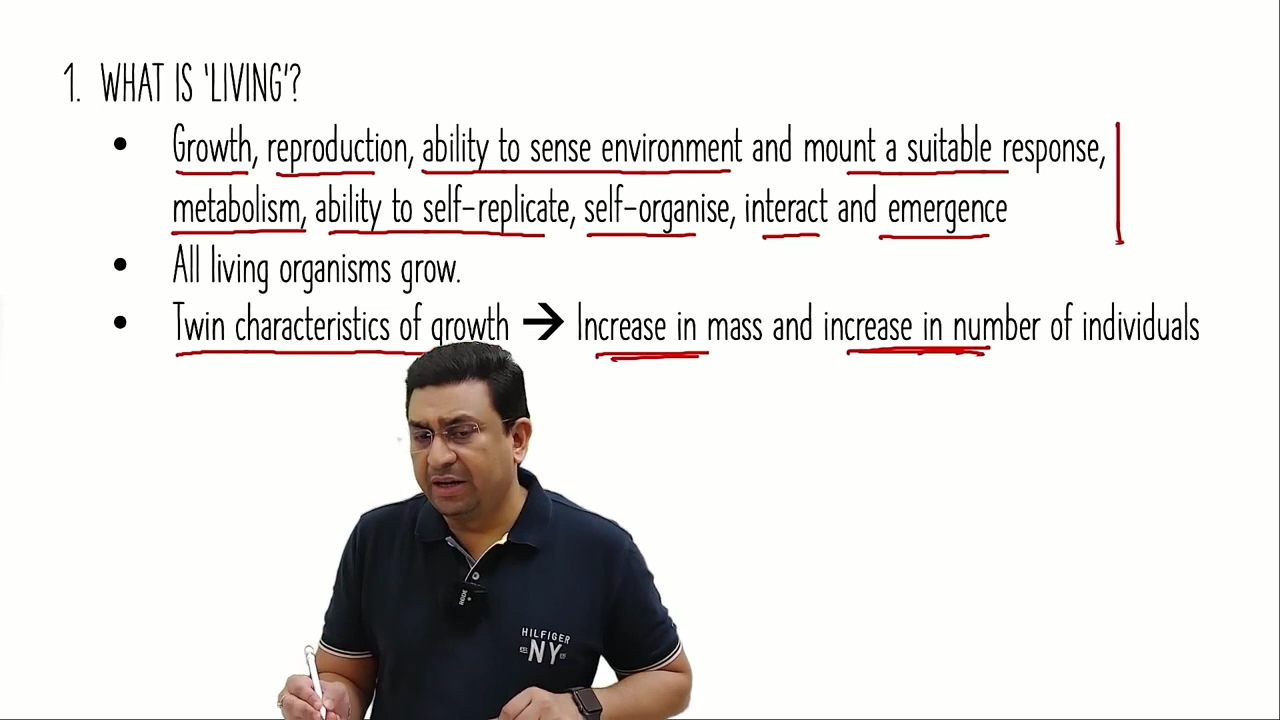 1. WHAT IS ‘LIVING’?
• Growth, reproduction, ability to sense environment and mount a suitable response,
metabolism, ability to self-replicate, self-organise, interact and emergence
• All living organisms grow.
• Twin characteristics of growth → Increase in mass and increase in number of individuals
RODE
HILFIGER
NY